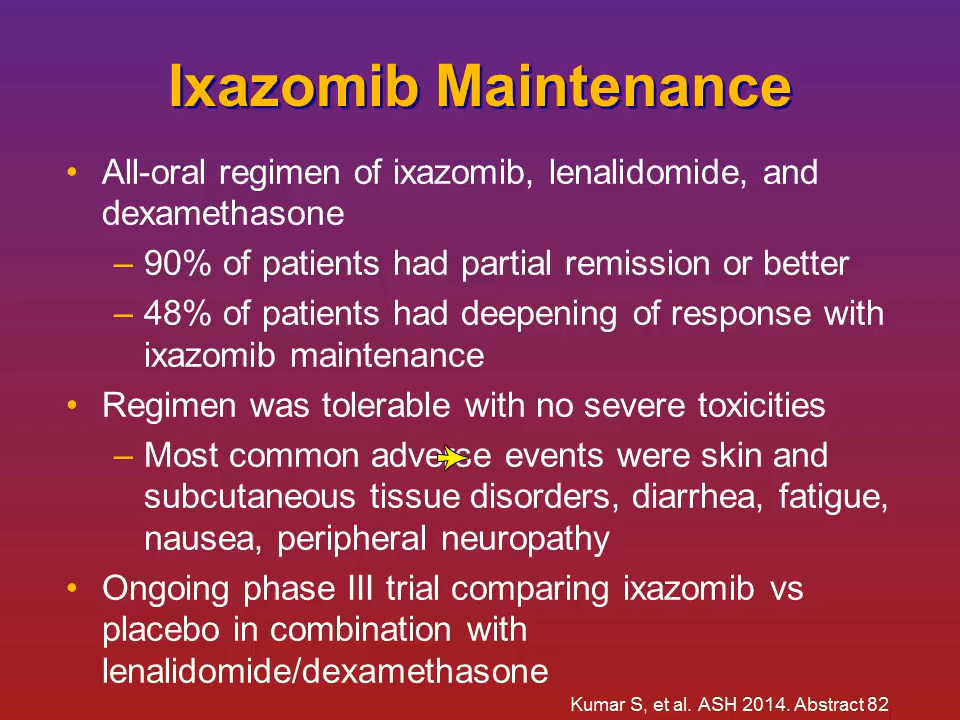 Ixazomib Maintenance
• All-oral regimen of ixazomib, lenalidomide, and
dexamethasone
– 90% of patients had partial remission or better
– 48% of patients had deepening of response with
ixazomib maintenance
• Regimen was tolerable with no severe toxicities
– Most common adverse events were skin and
subcutaneous tissue disorders, diarrhea, fatigue,
nausea, peripheral neuropathy
• Ongoing phase III trial comparing ixazomib vs
placebo in combination with
lenalidomide/dexamethasone
Kumar S, et al. ASH 2014. Abstract 82